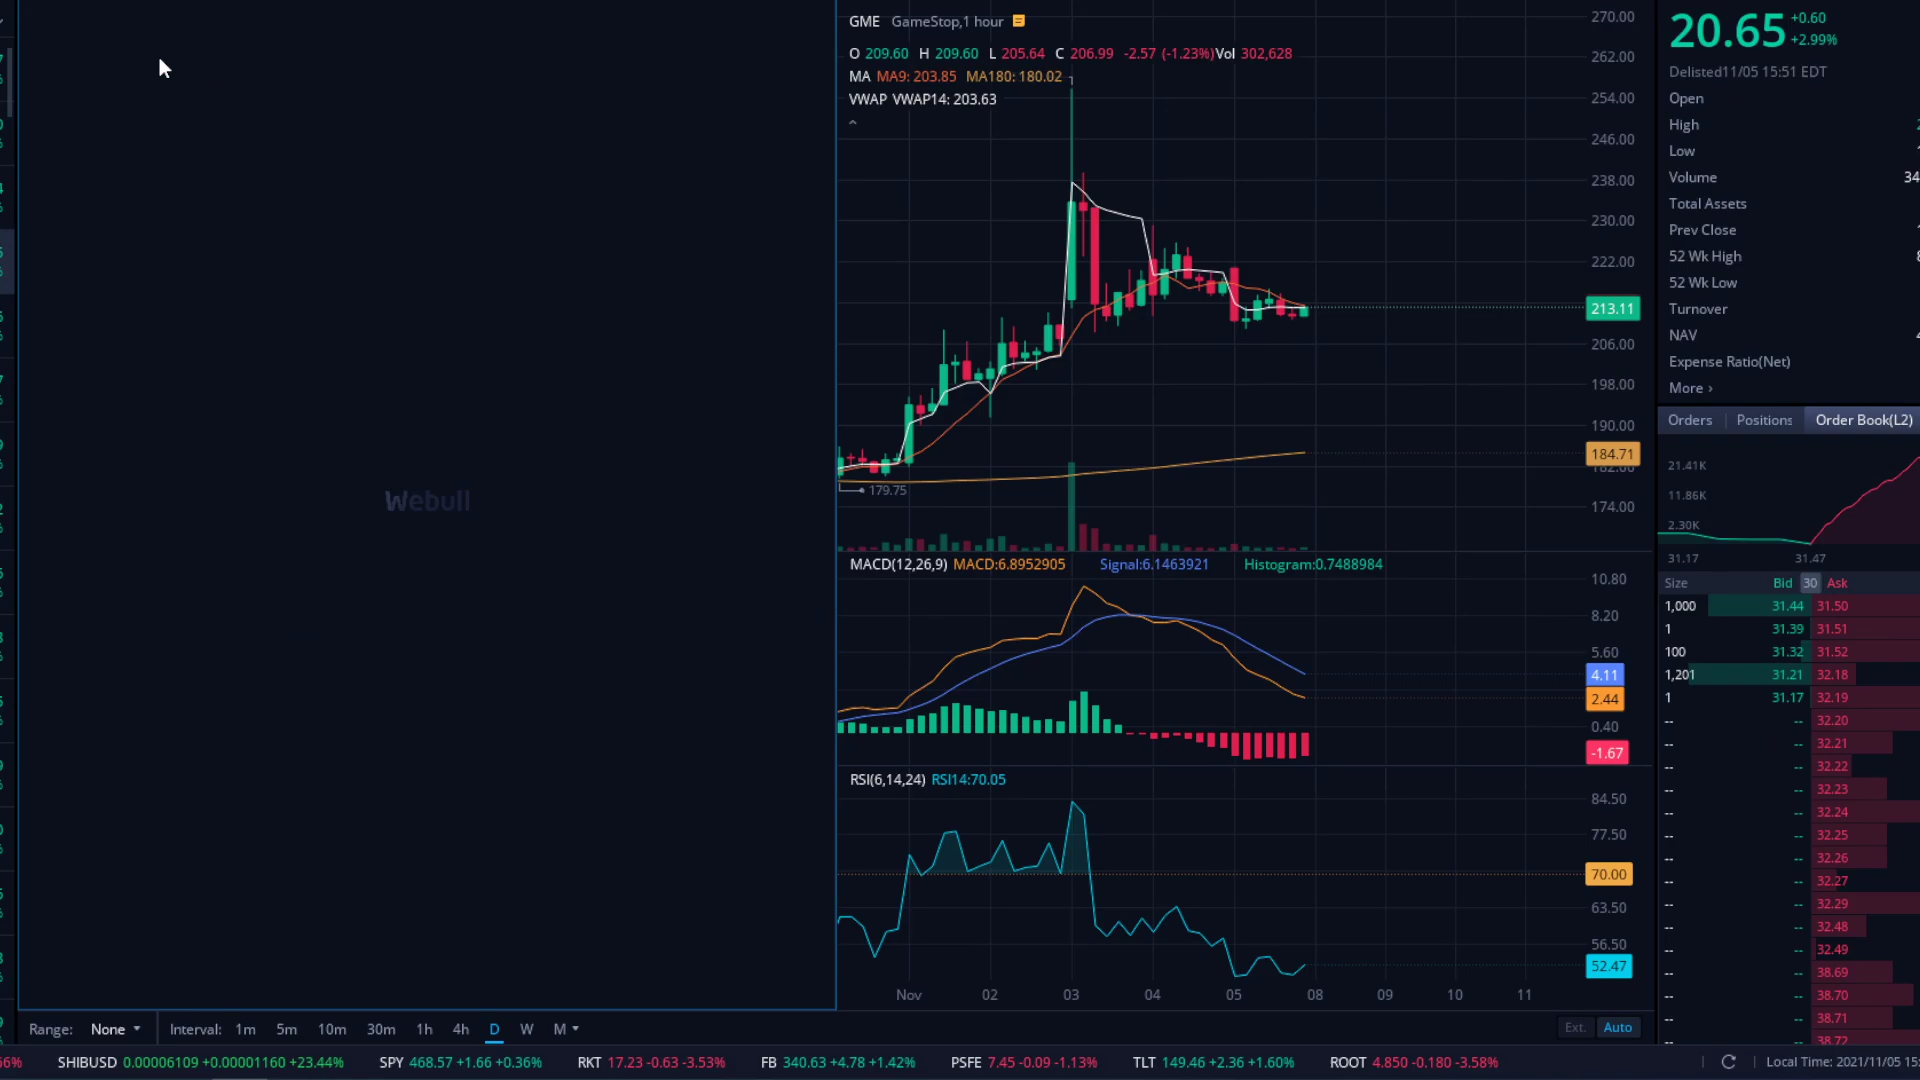 GME GameStop,1 hour
O 209.60 H 209.60 L 205.64 C 206.99 -2.57 (-1.23%) Vol 302,628
MA MA9: 203.85 MA180: 180.02
VWAP VWAP14: 203.63
270.00
262.00
254.00
246.00
238.00
230.00
222.00
213.11
206.00
198.00
190.00
184.71
182.00
174.00
179.75
Webull
MACD(12,26,9) MACD:6.8952905 Signal:6.1463921 Histogram:0.7488984
10.80
8.20
5.60
4.11
2.44
0.40
-1.67
RSI(6,14,24) RSI14:70.05
84.50
77.50
70.00
63.50
56.50
52.47
Nov 02 03 04 05 08 09 10 11
Range: None Interval: 1m 5m 10m 30m 1h 4h D W M Ext. Auto
20.65 +0.60
+2.99%
Delisted11/05 15:51 EDT
Open
High
Low
Volume 34
Total Assets
Prev Close
52 Wk High
52 Wk Low
Turnover
NAV
Expense Ratio(Net)
More ›
Orders Positions Order Book(L2)
21.41K
11.86K
2.30K
31.17 31.47
Size Bid 30 Ask
1,000 31.44 31.50
1 31.39 31.51
100 31.32 31.52
1,201 31.21 32.18
1 31.17 32.19
-- -- 32.20
-- -- 32.21
-- -- 32.22
-- -- 32.23
-- -- 32.24
-- -- 32.25
-- -- 32.26
-- -- 32.27
-- -- 32.29
-- -- 32.48
-- -- 32.49
-- -- 38.69
-- -- 38.70
-- -- 38.71
-- -- 38.72
SHIBUSD 0.00006109 +0.00001160 +23.44% SPY 468.57 +1.66 +0.36% RKT 17.23 -0.63 -3.53% FB 340.63 +4.78 +1.42% PSFE 7.45 -0.09 -1.13% TLT 149.46 +2.36 +1.60% ROOT 4.850 -0.180 -3.58% Local Time: 2021/11/05 15: